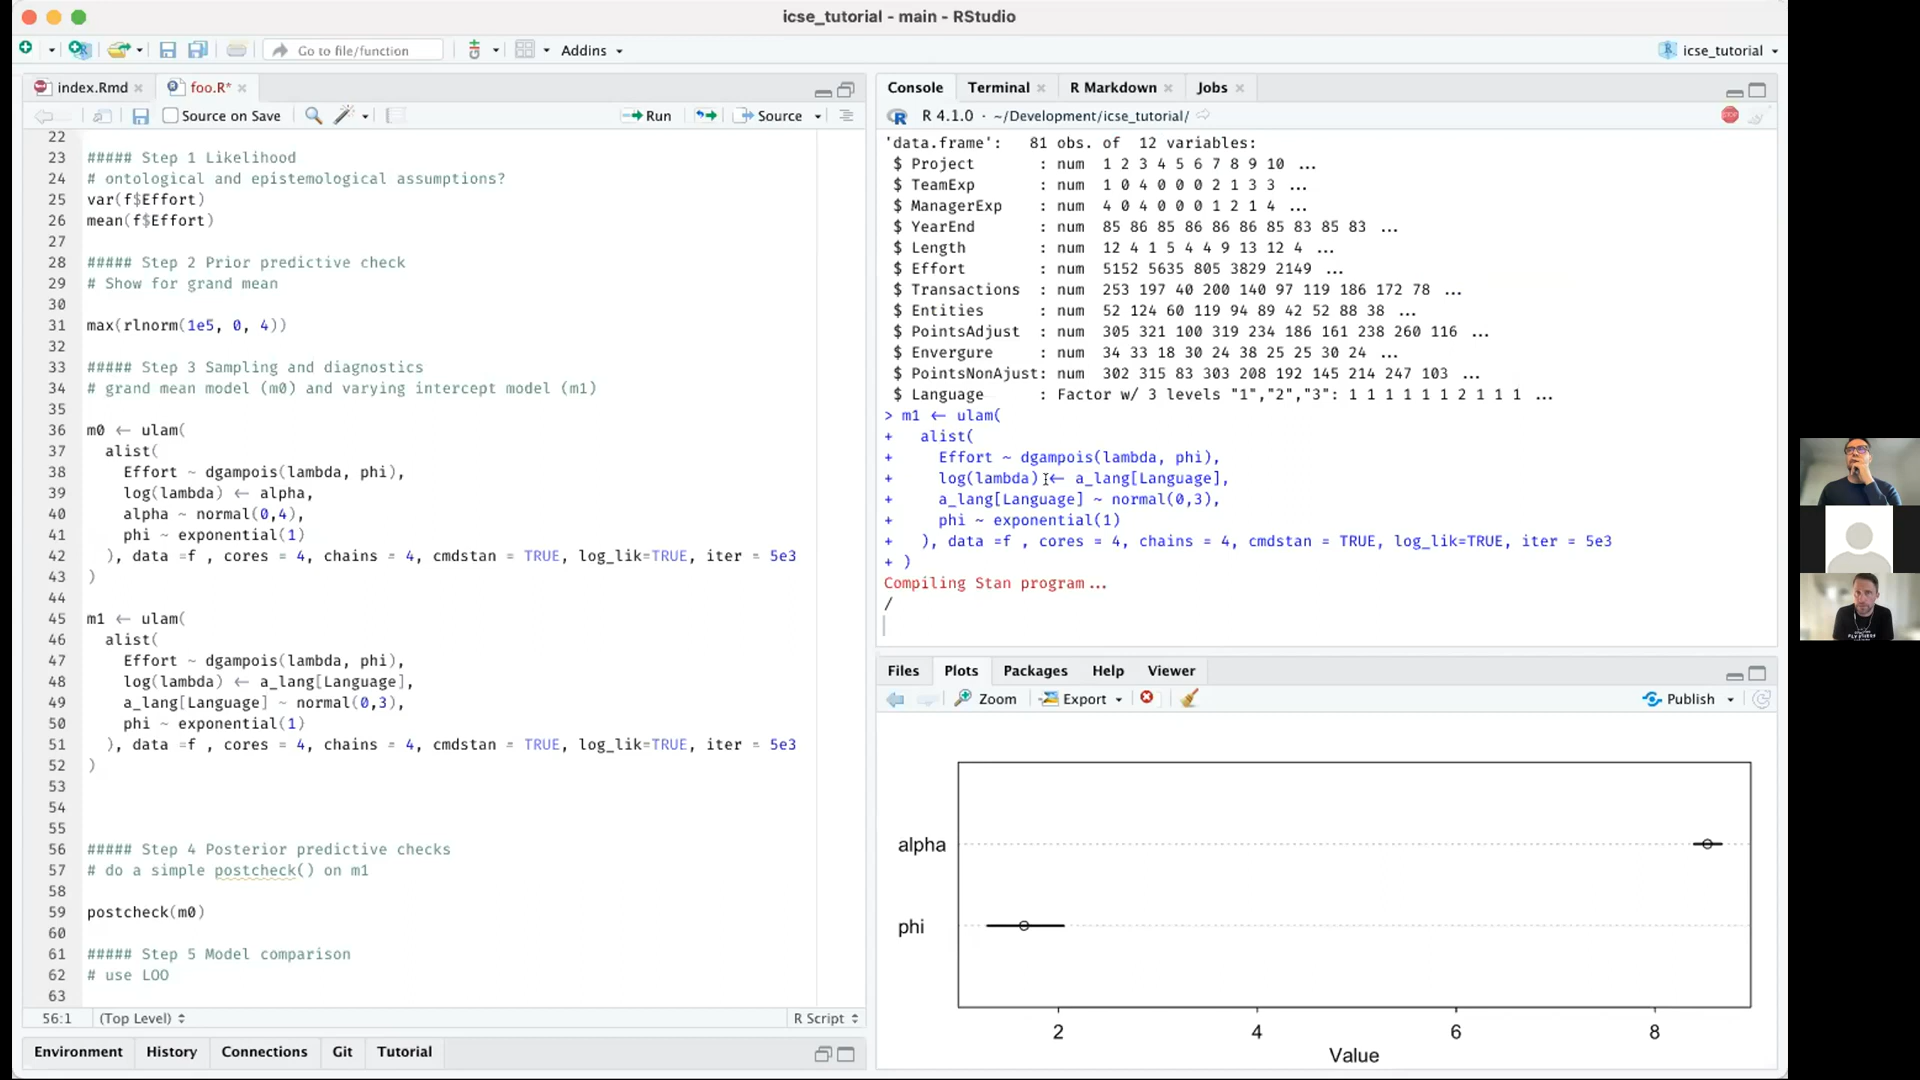 icse_tutorial - main - RStudio
Go to file/function
Addins
icse_tutorial
index.Rmd
foo.R*
Source on Save
Run
Source
22
23 ##### Step 1 Likelihood
24 # ontological and epistemological assumptions?
25 var(f$Effort)
26 mean(f$Effort)
27
28 ##### Step 2 Prior predictive check
29 # Show for grand mean
30
31 max(rlnorm(1e5, 0, 4))
32
33 ##### Step 3 Sampling and diagnostics
34 # grand mean model (m0) and varying intercept model (m1)
35
36 m0 ← ulam(
37 alist(
38 Effort ~ dgampois(lambda, phi),
39 log(lambda) ← alpha,
40 alpha ~ normal(0,4),
41 phi ~ exponential(1)
42 ), data =f , cores = 4, chains = 4, cmdstan = TRUE, log_lik=TRUE, iter = 5e3
43 )
44
45 m1 ← ulam(
46 alist(
47 Effort ~ dgampois(lambda, phi),
48 log(lambda) ← a_lang[Language],
49 a_lang[Language] ~ normal(0,3),
50 phi ~ exponential(1)
51 ), data =f , cores = 4, chains = 4, cmdstan = TRUE, log_lik=TRUE, iter = 5e3
52 )
53
54
55
56 ##### Step 4 Posterior predictive checks
57 # do a simple postcheck() on m1
58
59 postcheck(m0)
60
61 ##### Step 5 Model comparison
62 # use LOO
63
56:1 (Top Level) R Script
Environment History Connections Git Tutorial
Console Terminal R Markdown Jobs
R 4.1.0 · ~/Development/icse_tutorial/
'data.frame': 81 obs. of 12 variables:
$ Project : num 1 2 3 4 5 6 7 8 9 10 ...
$ TeamExp : num 1 0 4 0 0 0 2 1 3 3 ...
$ ManagerExp : num 4 0 4 0 0 0 1 2 1 4 ...
$ YearEnd : num 85 86 85 86 86 86 85 83 85 83 ...
$ Length : num 12 4 1 5 4 4 9 13 12 4 ...
$ Effort : num 5152 5635 805 3829 2149 ...
$ Transactions : num 253 197 40 200 140 97 119 186 172 78 ...
$ Entities : num 52 124 60 119 94 89 42 52 88 38 ...
$ PointsAdjust : num 305 321 100 319 234 186 161 238 260 116 ...
$ Envergure : num 34 33 18 30 24 38 25 25 30 24 ...
$ PointsNonAjust: num 302 315 83 303 208 192 145 214 247 103 ...
$ Language : Factor w/ 3 levels "1","2","3": 1 1 1 1 1 1 2 1 1 1 ...
> m1 ← ulam(
+ alist(
+ Effort ~ dgampois(lambda, phi),
+ log(lambda) ← a_lang[Language],
+ a_lang[Language] ~ normal(0,3),
+ phi ~ exponential(1)
+ ), data =f , cores = 4, chains = 4, cmdstan = TRUE, log_lik=TRUE, iter = 5e3
+ )
Compiling Stan program...
/
Files Plots Packages Help Viewer
Zoom Export Publish
alpha
phi
2 4 6 8
Value